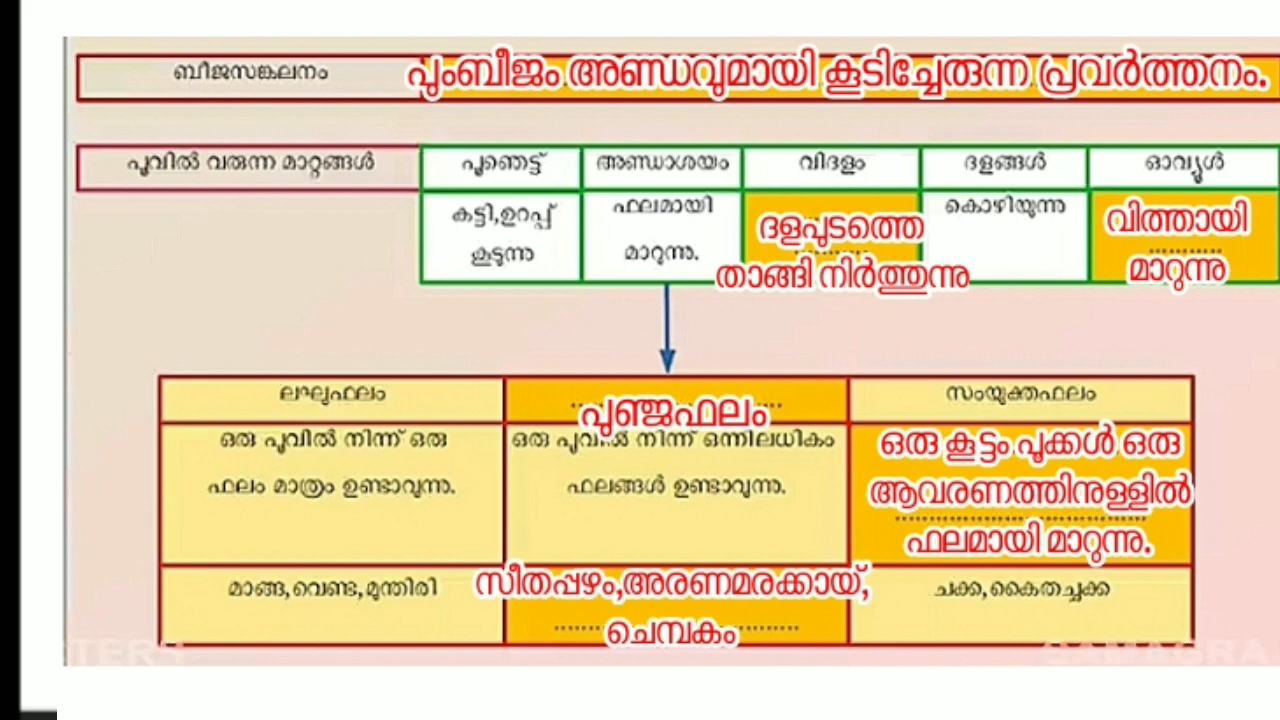 ബീജസങ്കലനം പുംബീജം അണ്ഡവുമായി കൂടിച്ചേരുന്ന പ്രവർത്തനം.
പൂവിൽ വരുന്ന മാറ്റങ്ങൾ പൂഞെട്ട് അണ്ഡാശയം വിദളം ദളങ്ങൾ ഓവ്യൂൾ
കട്ടി,ഉറപ്പ് ഫലമായി ദളപുടത്തെ കൊഴിയുന്നു വിത്തായി
കൂടുന്നു മാറുന്നു. താങ്ങി നിർത്തുന്നു മാറുന്നു
ലഘുഫലം പുഞ്ജഫലം സംയുക്തഫലം
ഒരു പൂവിൽ നിന്ന് ഒരു ഒരു പൂവിൽ നിന്ന് ഒന്നിലധികം ഒരു കൂട്ടം പൂക്കൾ ഒരു
ഫലം മാത്രം ഉണ്ടാവുന്നു. ഫലങ്ങൾ ഉണ്ടാവുന്നു. ആവരണത്തിനുള്ളിൽ
ഫലമായി മാറുന്നു.
മാങ്ങ,വെണ്ട,മുന്തിരി സീതപ്പഴം,അരണമരക്കായ്, ചക്ക,കൈതച്ചക്ക
ചെമ്പകം